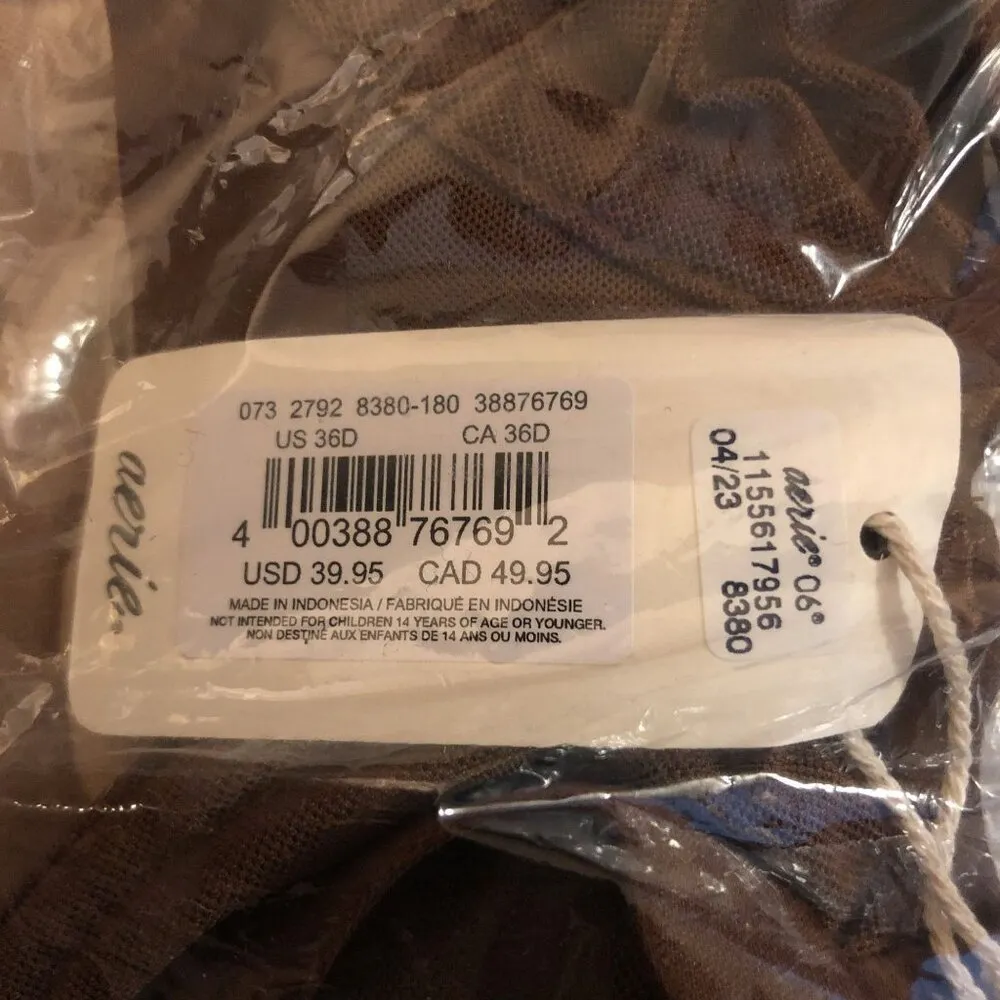 aerie
073 2792 8380-180 38876769
US 36D CA 36D
4 00388 76769 2
USD 39.95 CAD 49.95
MADE IN INDONESIA / FABRIQUÉ EN INDONÉSIE
NOT INTENDED FOR CHILDREN 14 YEARS OF AGE OR YOUNGER.
NON DESTINÉ AUX ENFANTS DE 14 ANS OU MOINS.
aerie® 06®
1155617956
04/23 8380